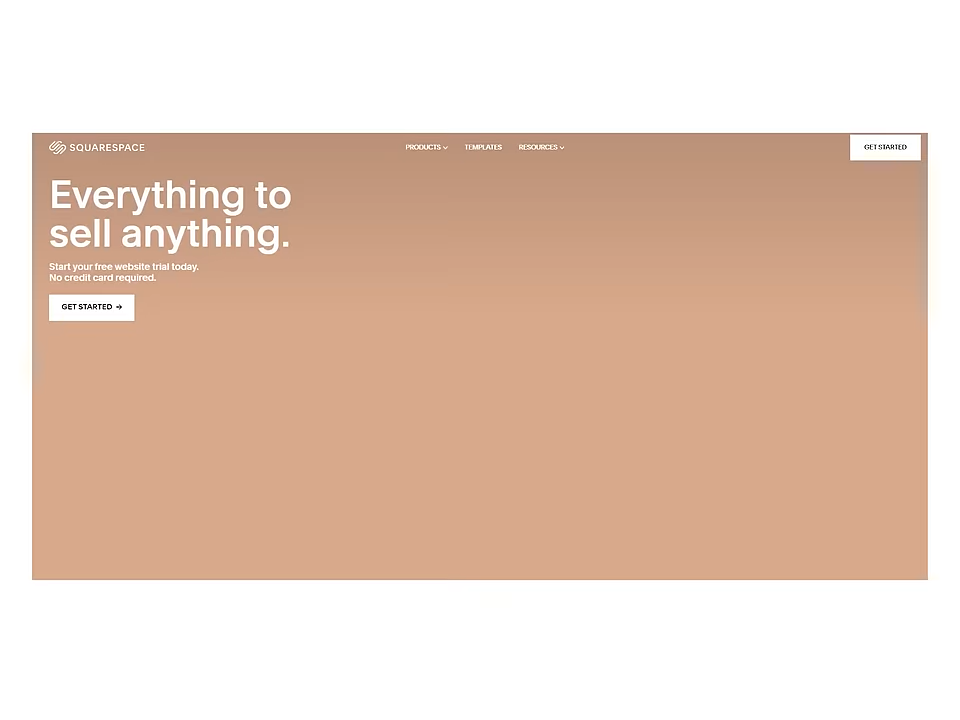 SQUARESPACE
PRODUCTS
TEMPLATES
RESOURCES
GET STARTED
Everything to
sell anything.
Start your free website trial today.
No credit card required.
GET STARTED →